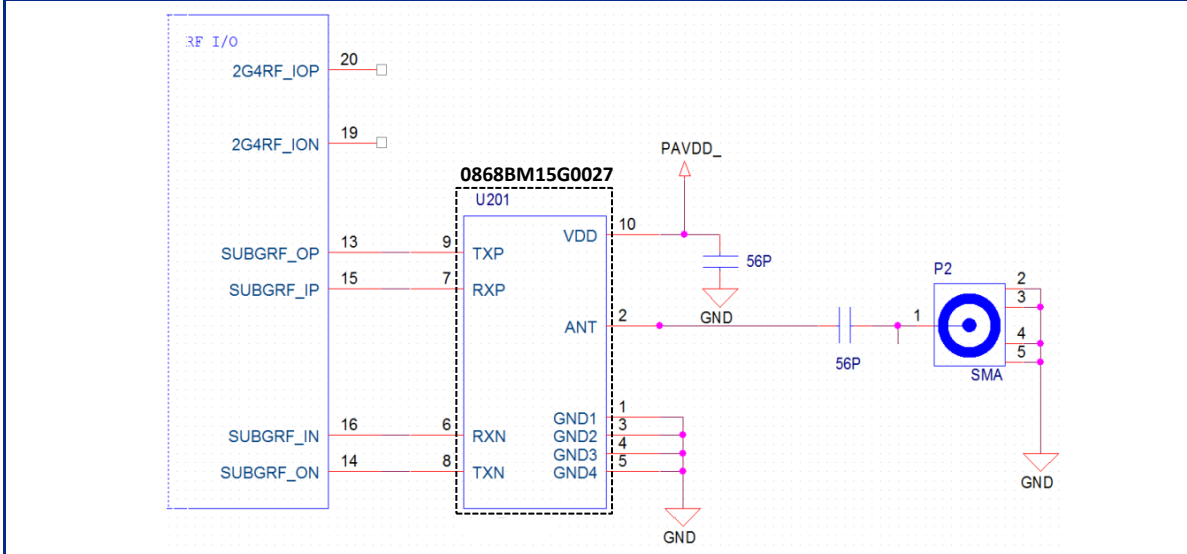 RF I/O
2G4RF_IOP
20
2G4RF_ION
19
PAVDD_
0868BM15G0027
U201
VDD
10
SUBGRF_OP
13
9
TXP
56P
SUBGRF_IP
15
7
RXP
P2
2
3
GND
ANT
2
1
4
5
56P
SMA
GND1
1
SUBGRF_IN
16
6
RXN
GND2
3
GND3
4
SUBGRF_ON
14
8
TXN
GND4
5
GND
GND